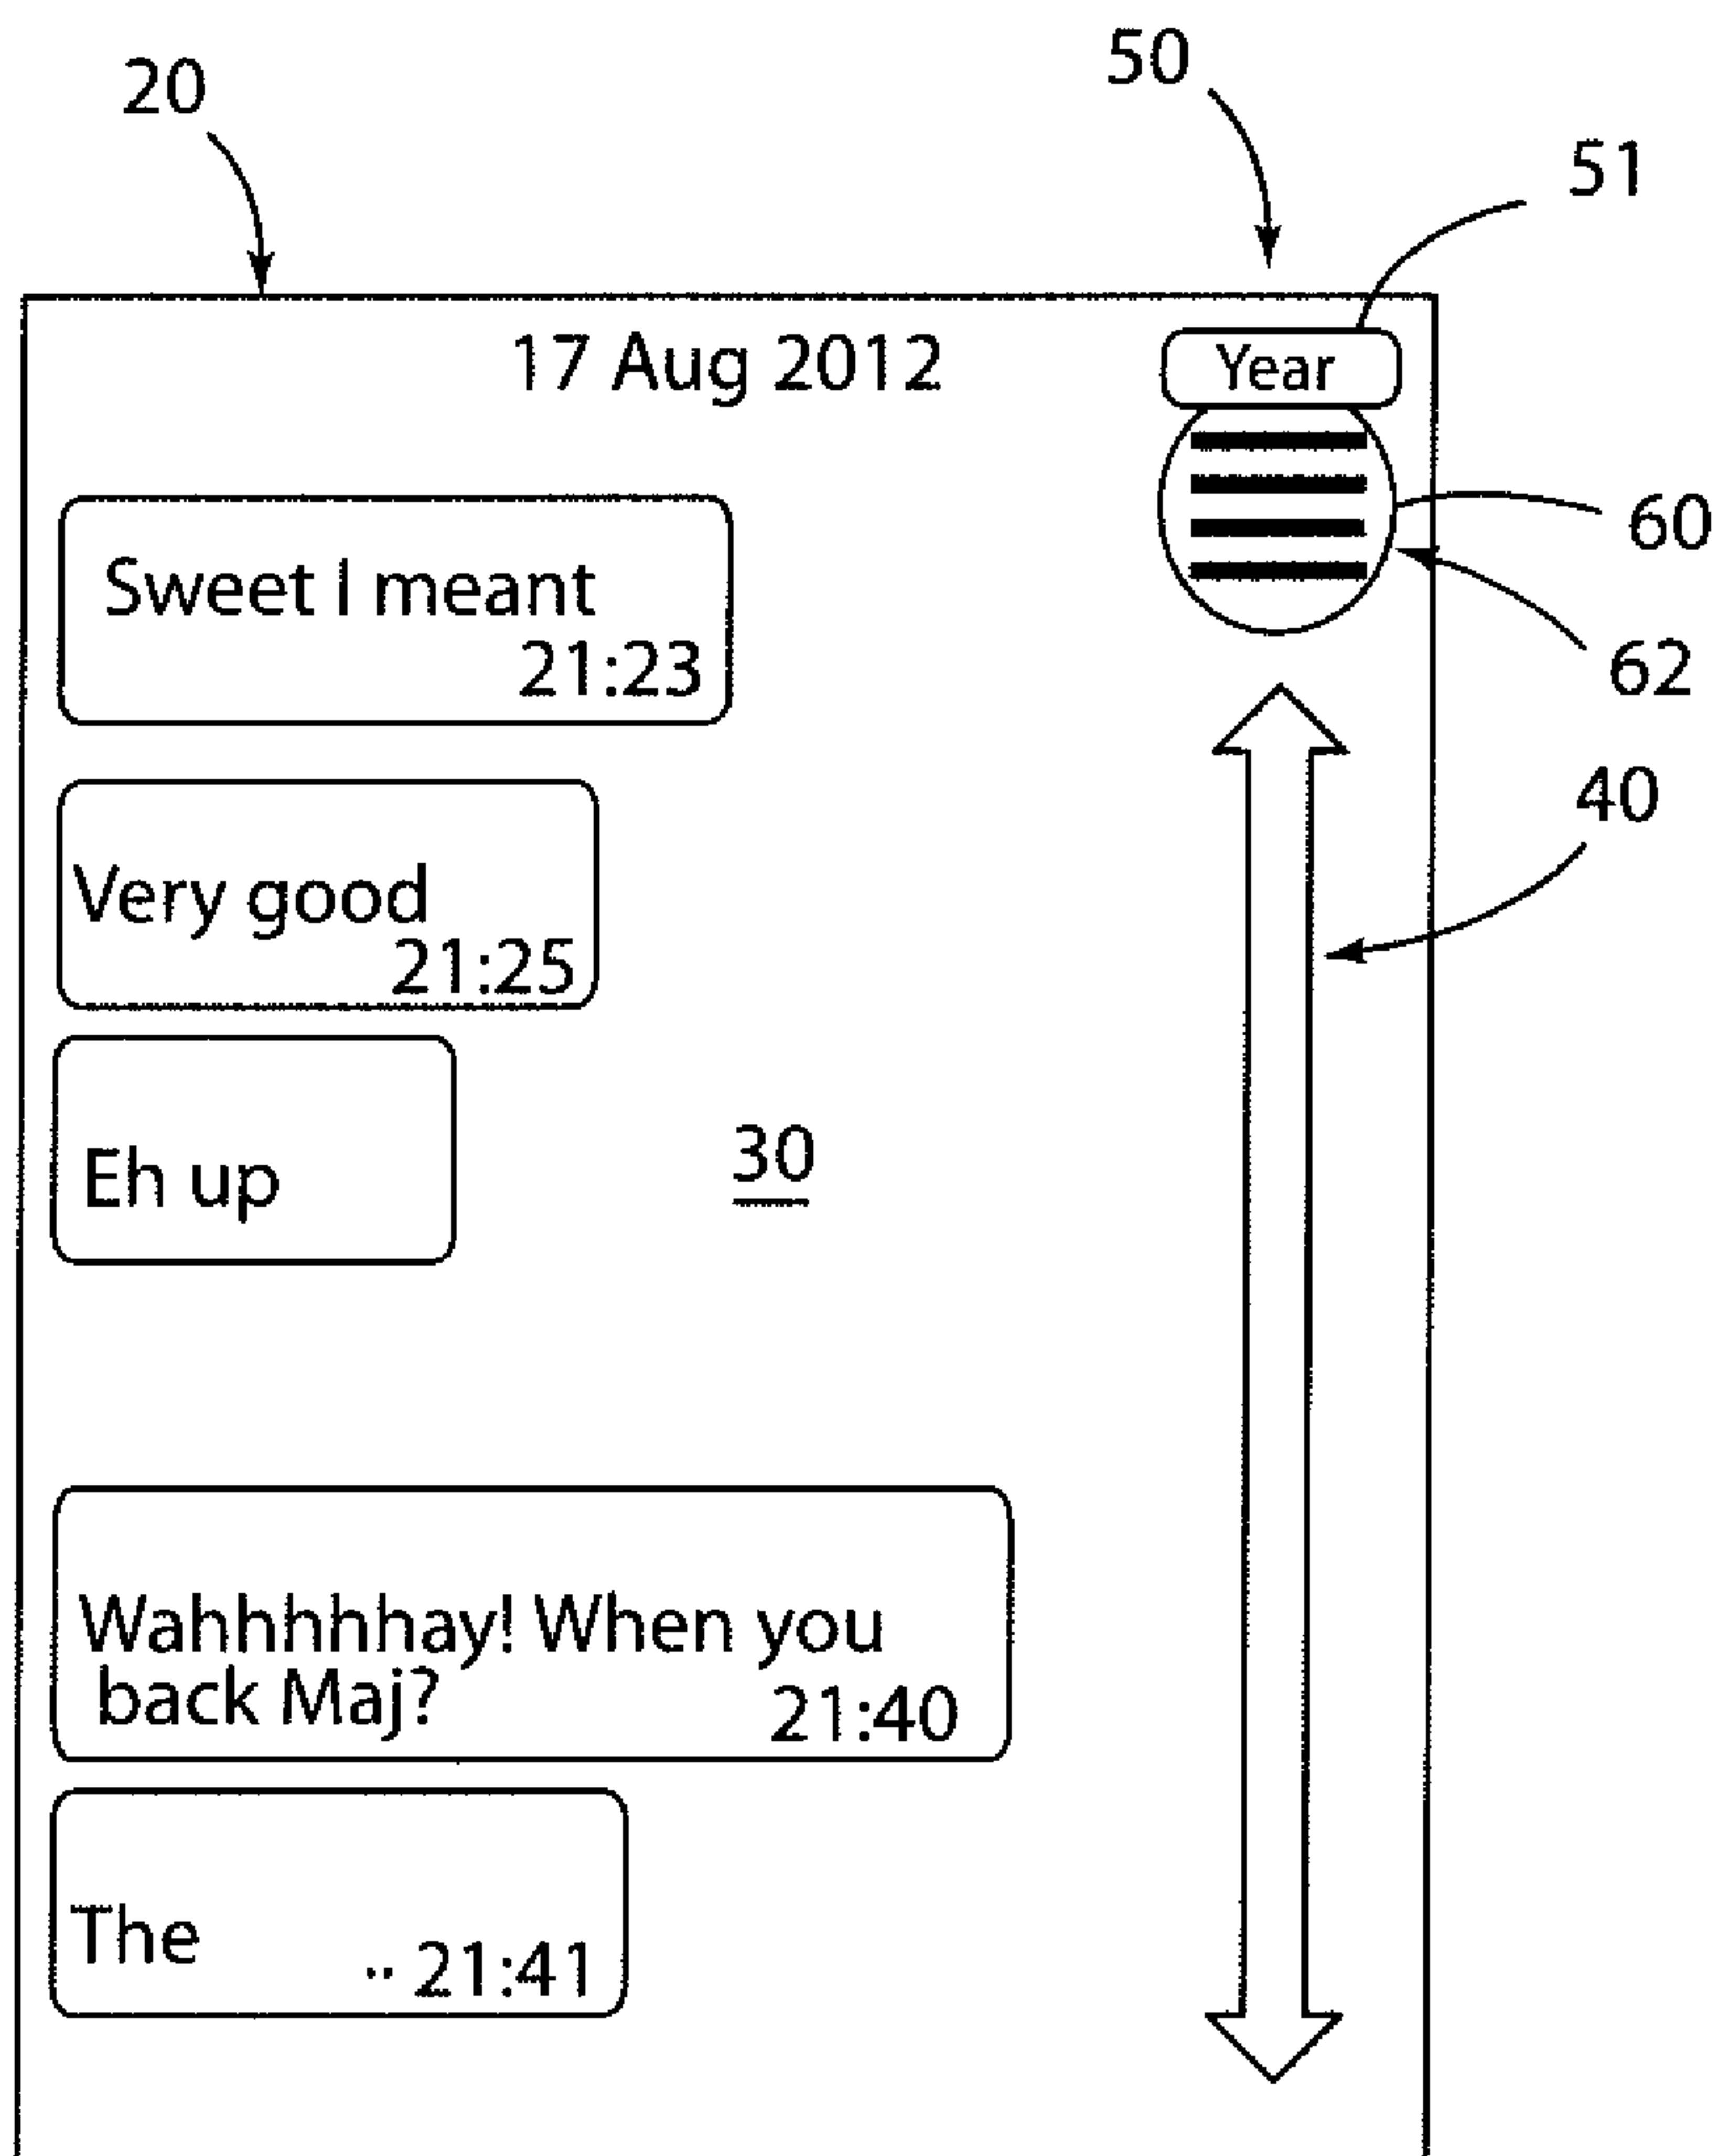 20
50
51
17 Aug 2012
Year
60
Sweet I meant
21:23
62
40
Very good
21:25
30
Eh up
Wahhhhhay! When you
back Maj?
21:40
The
.. 21:41